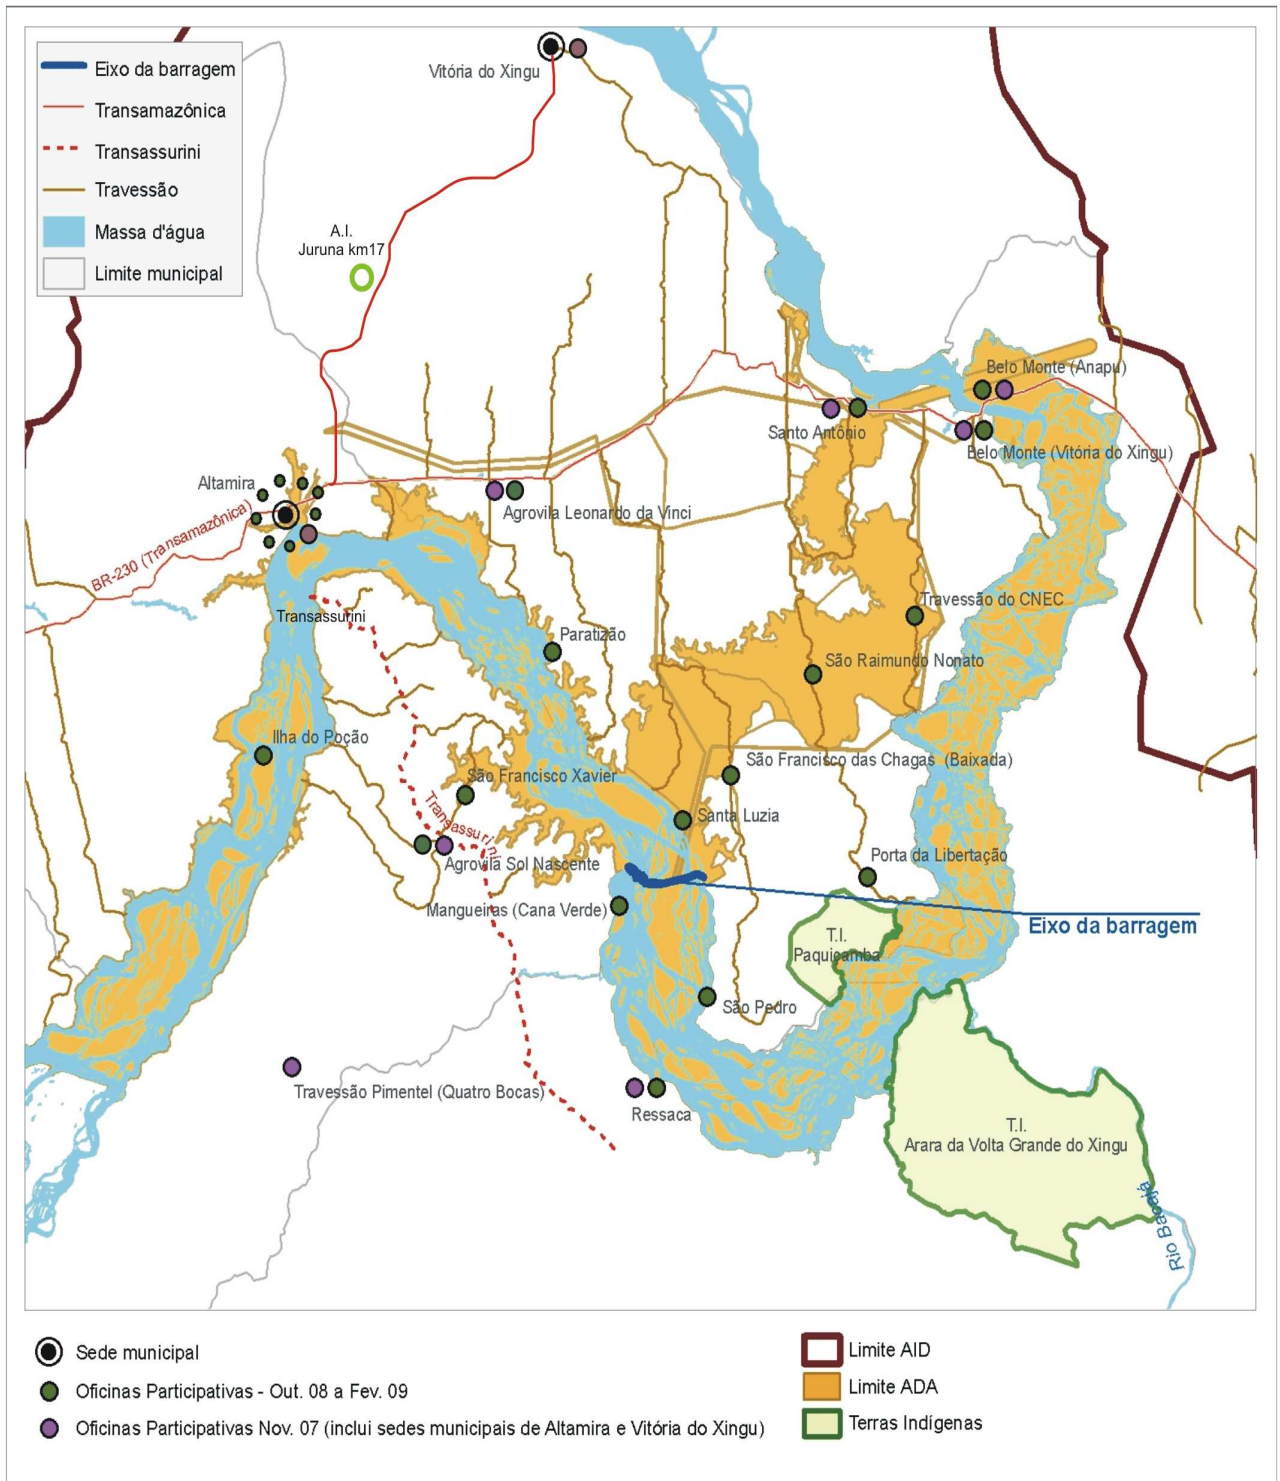 Eixo da barragem
Transamazônica
Transassurini
Travessão
Massa d'água
Limite municipal
Vitória do Xingu
A.I.
Juruna km17
Belo Monte (Anapu)
Santo Antônio
Belo Monte (Vitória do Xingu)
Altamira
Agrovila Leonardo da Vinci
BR-230 (Transamazônica)
Travessão do CNEC
Transassurini
Paratizão
São Raimundo Nonato
Ilha do Poção
São Francisco das Chagas (Baixada)
São Francisco Xavier
Santa Luzia
Transassurini
Agrovila Sol Nascente
Porta da Libertação
Mangueiras (Cana Verde)
Eixo da barragem
T.I.
Paquiçamba
São Pedro
Travessão Pimentel (Quatro Bocas)
Ressaca
T.I.
Arara da Volta Grande do Xingu
Rio Bacajá
Sede municipal
Oficinas Participativas - Out. 08 a Fev. 09
Oficinas Participativas Nov. 07 (inclui sedes municipais de Altamira e Vitória do Xingu)
Limite AID
Limite ADA
Terras Indígenas